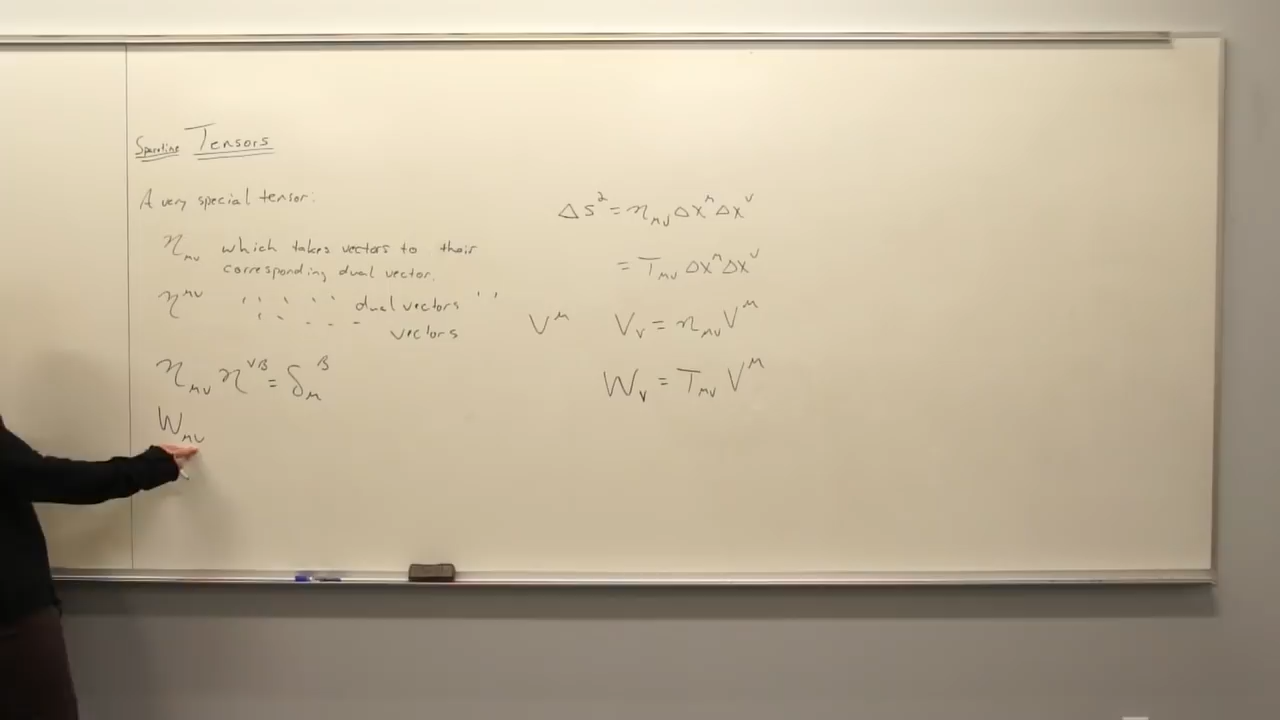 Spacetime Tensors
A very special tensor:
η_μν which takes vectors to their
corresponding dual vector.
η^μν ' ' ' ' ' ' dual vectors ' '
vectors
η_μν η^νβ = δ_μ^β
W_μν
Δs² = η_μν Δx^μ Δx^ν
= T_μν Δx^μ Δx^ν
V^μ V_ν = η_μν V^μ
W_ν = T_μν V^μ